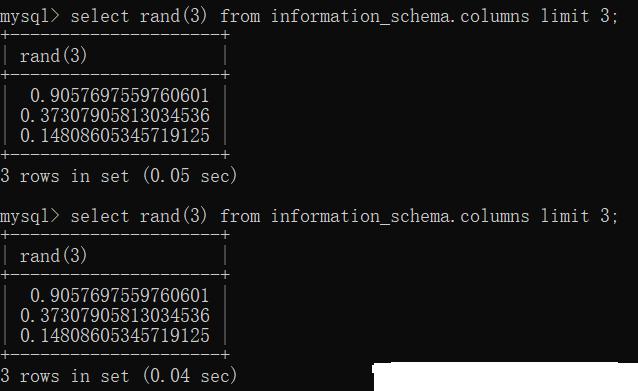 mysql> select rand(3) from information_schema.columns limit 3;
+---------------------+
| rand(3)             |
+---------------------+
|  0.9057697559760601 |
| 0.37307905813034536 |
| 0.14808605345719125 |
+---------------------+
3 rows in set (0.05 sec)
mysql> select rand(3) from information_schema.columns limit 3;
+---------------------+
| rand(3)             |
+---------------------+
|  0.9057697559760601 |
| 0.37307905813034536 |
| 0.14808605345719125 |
+---------------------+
3 rows in set (0.04 sec)